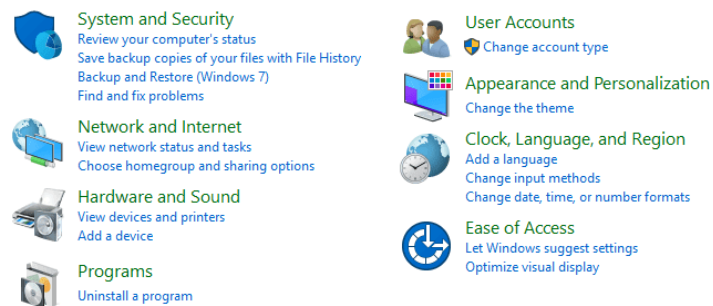 System and Security
Review your computer's status
Save backup copies of your files with File History
Backup and Restore (Windows 7)
Find and fix problems
Network and Internet
View network status and tasks
Choose homegroup and sharing options
Hardware and Sound
View devices and printers
Add a device
Programs
Uninstall a program
User Accounts
Change account type
Appearance and Personalization
Change the theme
Clock, Language, and Region
Add a language
Change input methods
Change date, time, or number formats
Ease of Access
Let Windows suggest settings
Optimize visual display